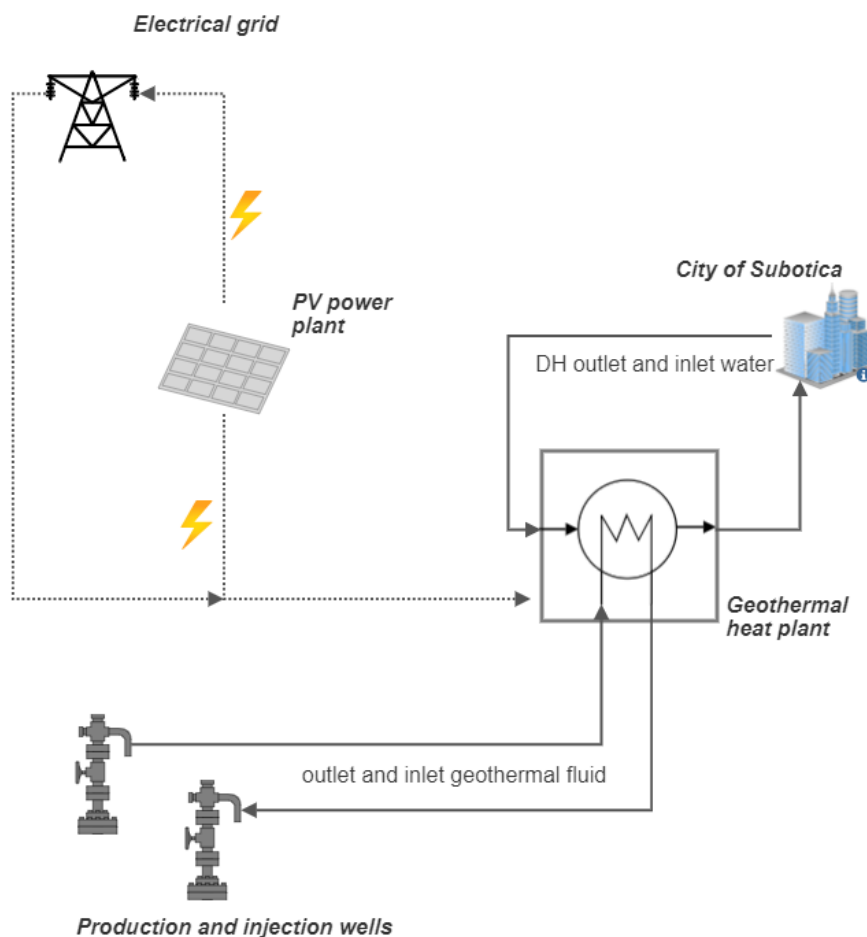 Electrical grid
City of Subotica
PV power
plant
DH outlet and inlet water
i
Geothermal
heat plant
outlet and inlet geothermal fluid
Production and injection wells